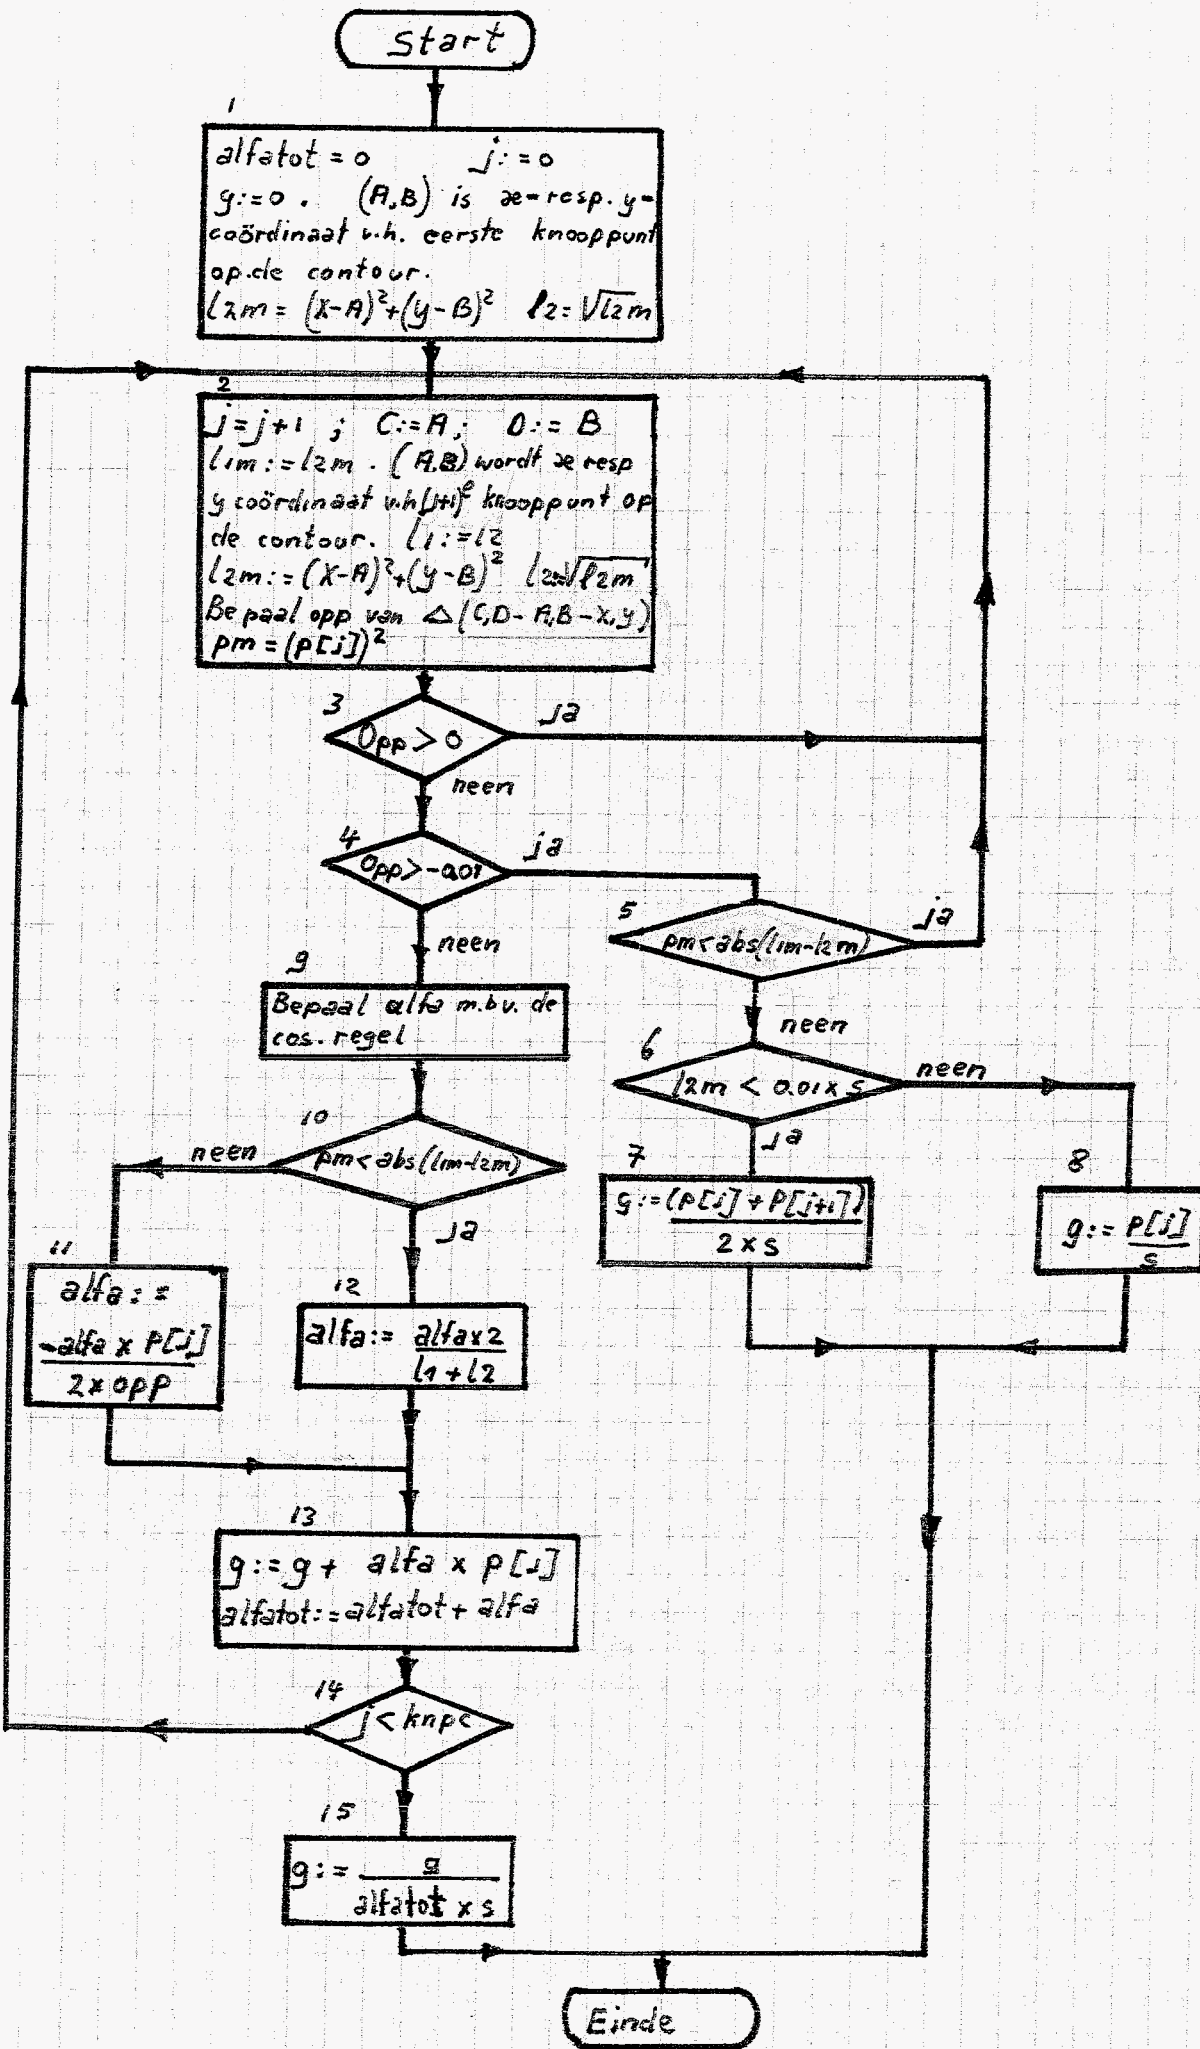 Start
1
alfatot = 0 j := 0
g := 0 . (A,B) is x- resp. y-
coördinaat v.h. eerste knooppunt
op de contour.
l2m = (X-A)²+(y-B)² l2 = √l2m
2
j = j+1 ; C:=A; D:=B
l1m := l2m . (A,B) wordt x resp
y coördinaat v.h (j+1)e knooppunt op
de contour. l1 := l2
l2m := (X-A)²+(y-B)² l2=√l2m
Bepaal opp van △(C,D-A,B-X,y)
pm = (p[j])²
3
Opp > 0
ja
neen
4
Opp > -0.01
ja
neen
5
pm < abs(l1m-l2m)
ja
neen
6
l2m < 0.01 x s
neen
ja
7
g := (p[j] + P[j+1])
2 x s
8
g := p[j]
s
9
Bepaal alfa m.b.v. de
cos. regel
10
pm < abs(l1m-l2m)
neen
ja
11
alfa :=
-alfa x P[j]
2 x opp
12
alfa := alfa x 2
l1 + l2
13
g := g + alfa x p[j]
alfatot := alfatot + alfa
14
j < knpc
15
g := g
alfatot x s
Einde